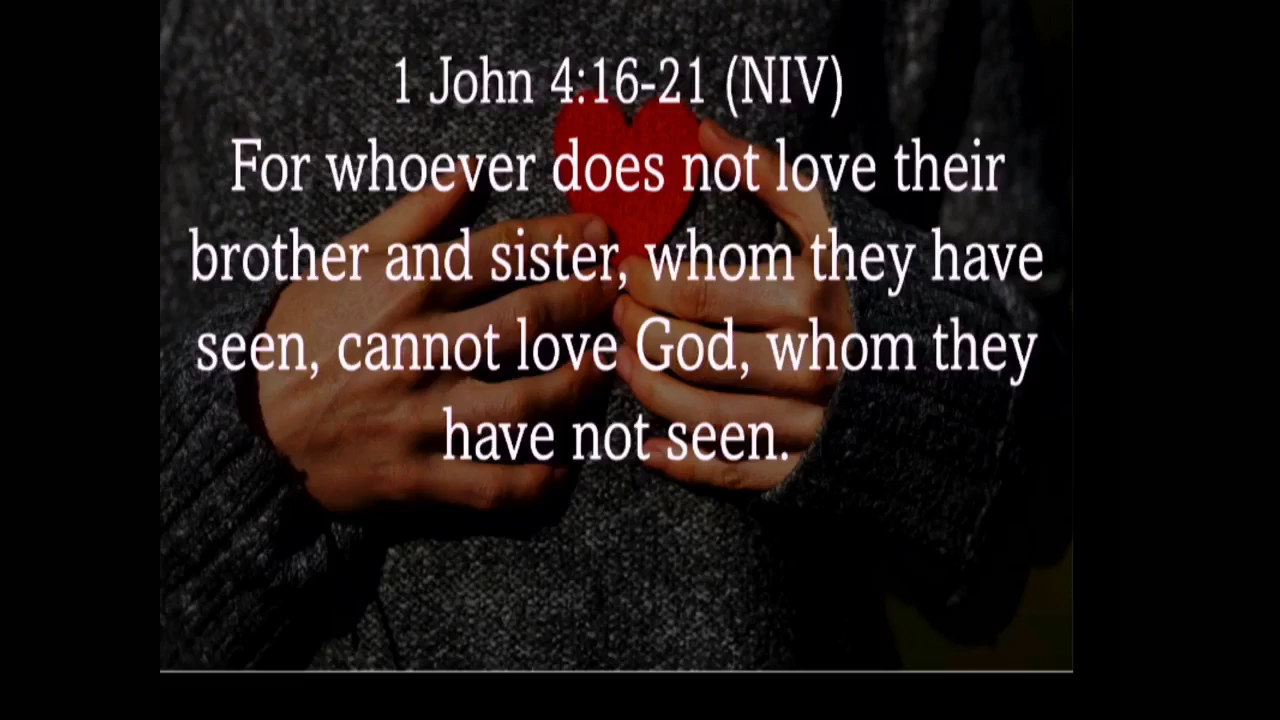 1 John 4:16-21 (NIV)
For whoever does not love their
brother and sister, whom they have
seen, cannot love God, whom they
have not seen.